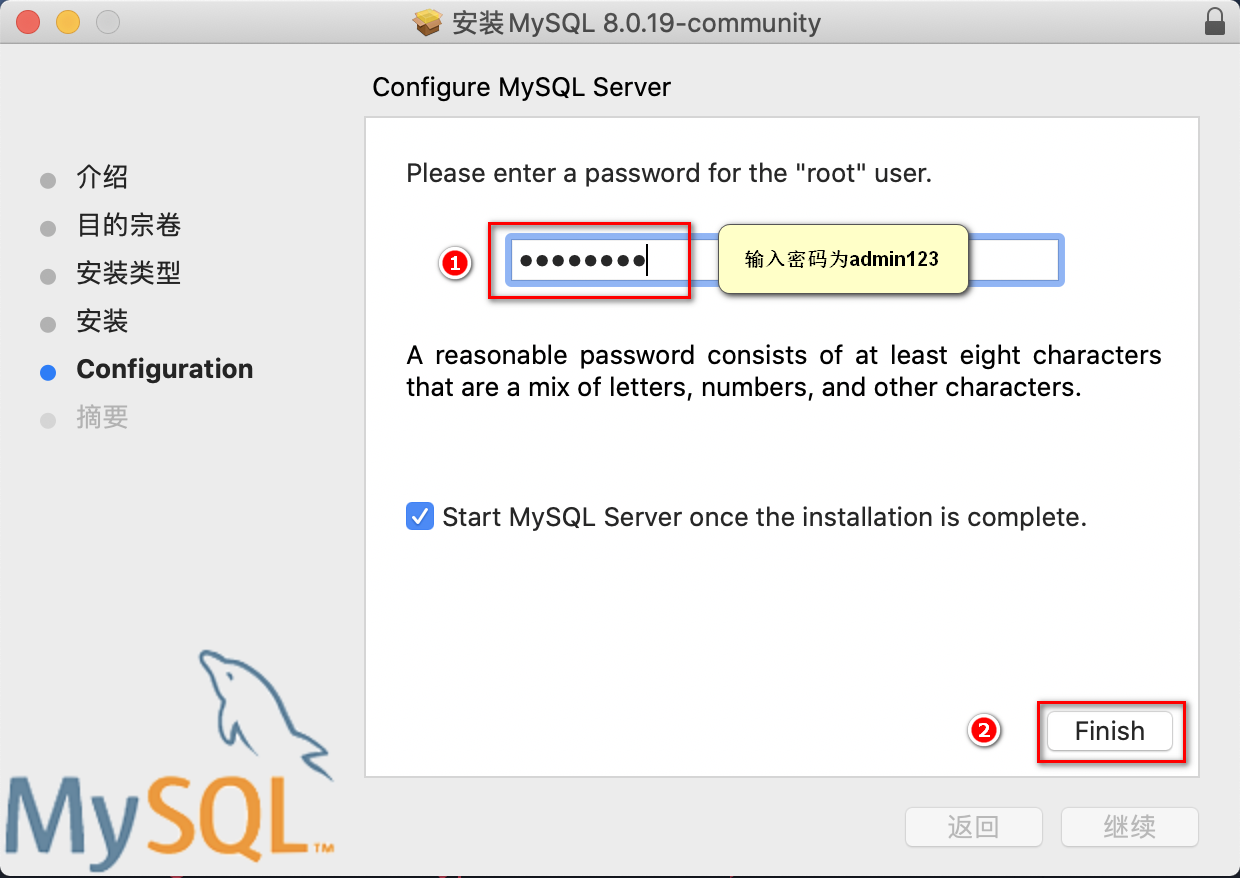 安装 MySQL 8.0.19-community
Configure MySQL Server
介绍
目的宗卷
安装类型
安装
Configuration
摘要
Please enter a password for the "root" user.
1
●●●●●●●●
输入密码为admin123
A reasonable password consists of at least eight characters
that are a mix of letters, numbers, and other characters.
Start MySQL Server once the installation is complete.
2
Finish
MySQL™
返回
继续